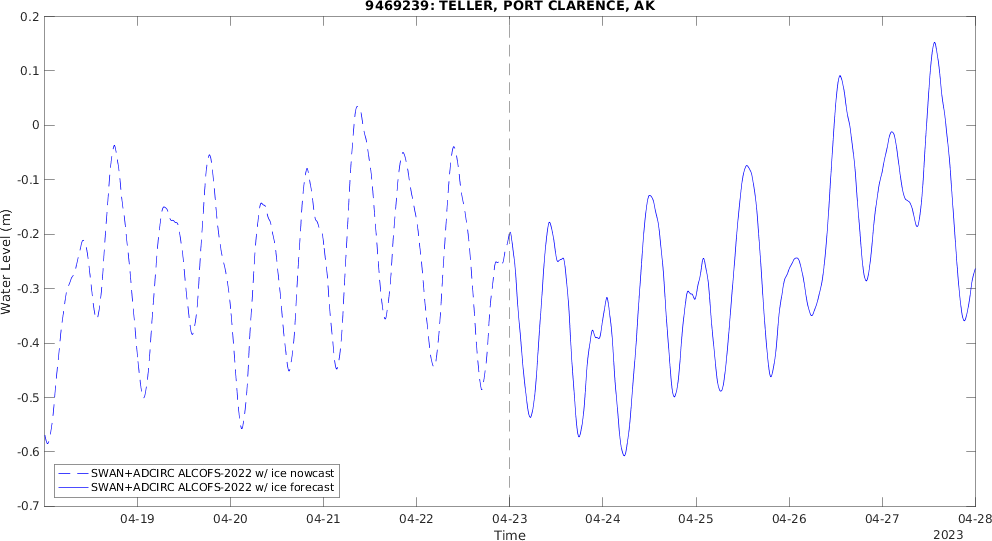 9469239: TELLER, PORT CLARENCE, AK
Water Level (m)
0.2
0.1
0
-0.1
-0.2
-0.3
-0.4
-0.5
-0.6
-0.7
SWAN+ADCIRC ALCOFS-2022 w/ ice nowcast
SWAN+ADCIRC ALCOFS-2022 w/ ice forecast
04-19 04-20 04-21 04-22 04-23 04-24 04-25 04-26 04-27 04-28
Time
2023